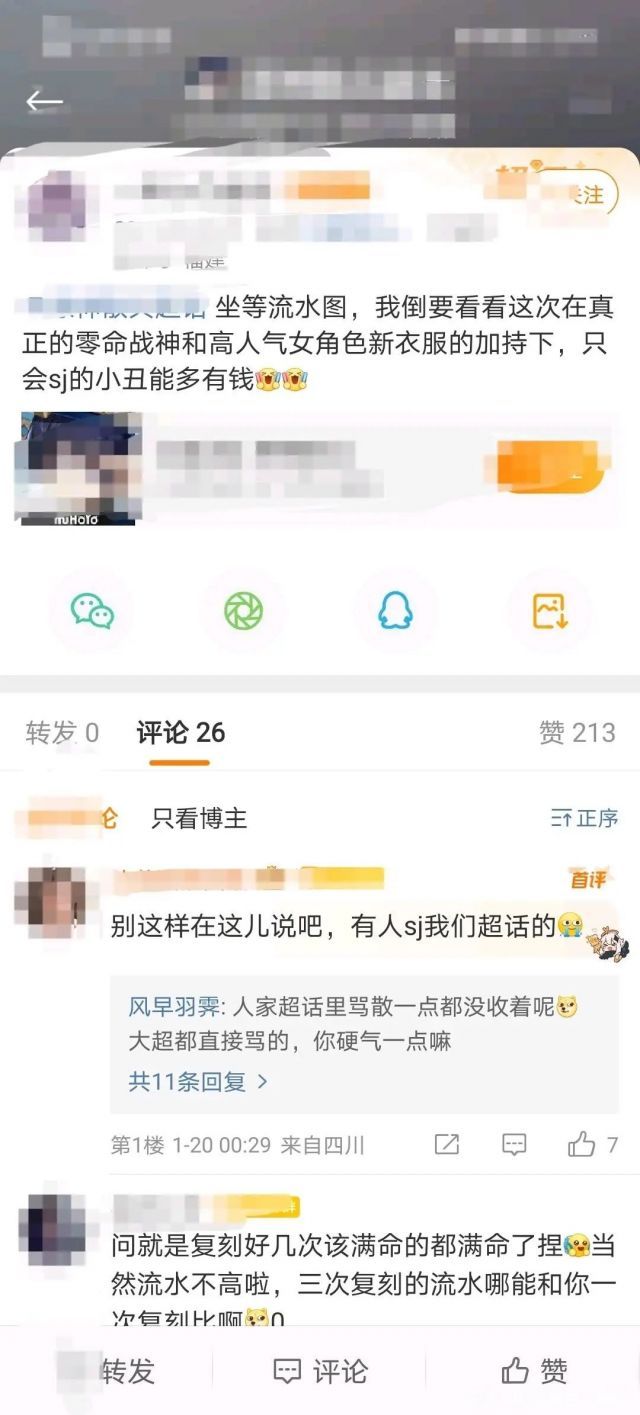 关注
坐等流水图，我倒要看看这次在真
正的零命战神和高人气女角色新衣服的加持下，只
会sj的小丑能多有钱
miHoYo
转发 0
评论 26
赞 213
论
只看博主
正序
首评
别这样在这儿说吧，有人sj我们超话的
风早羽霁: 人家超话里骂散一点都没收着呢
大超都直接骂的，你硬气一点嘛
共11条回复 >
第1楼 1-20 00:29 来自四川
7
问就是复刻好几次该满命的都满命了捏当
然流水不高啦，三次复刻的流水哪能和你一
次复刻比啊
转发
评论
赞